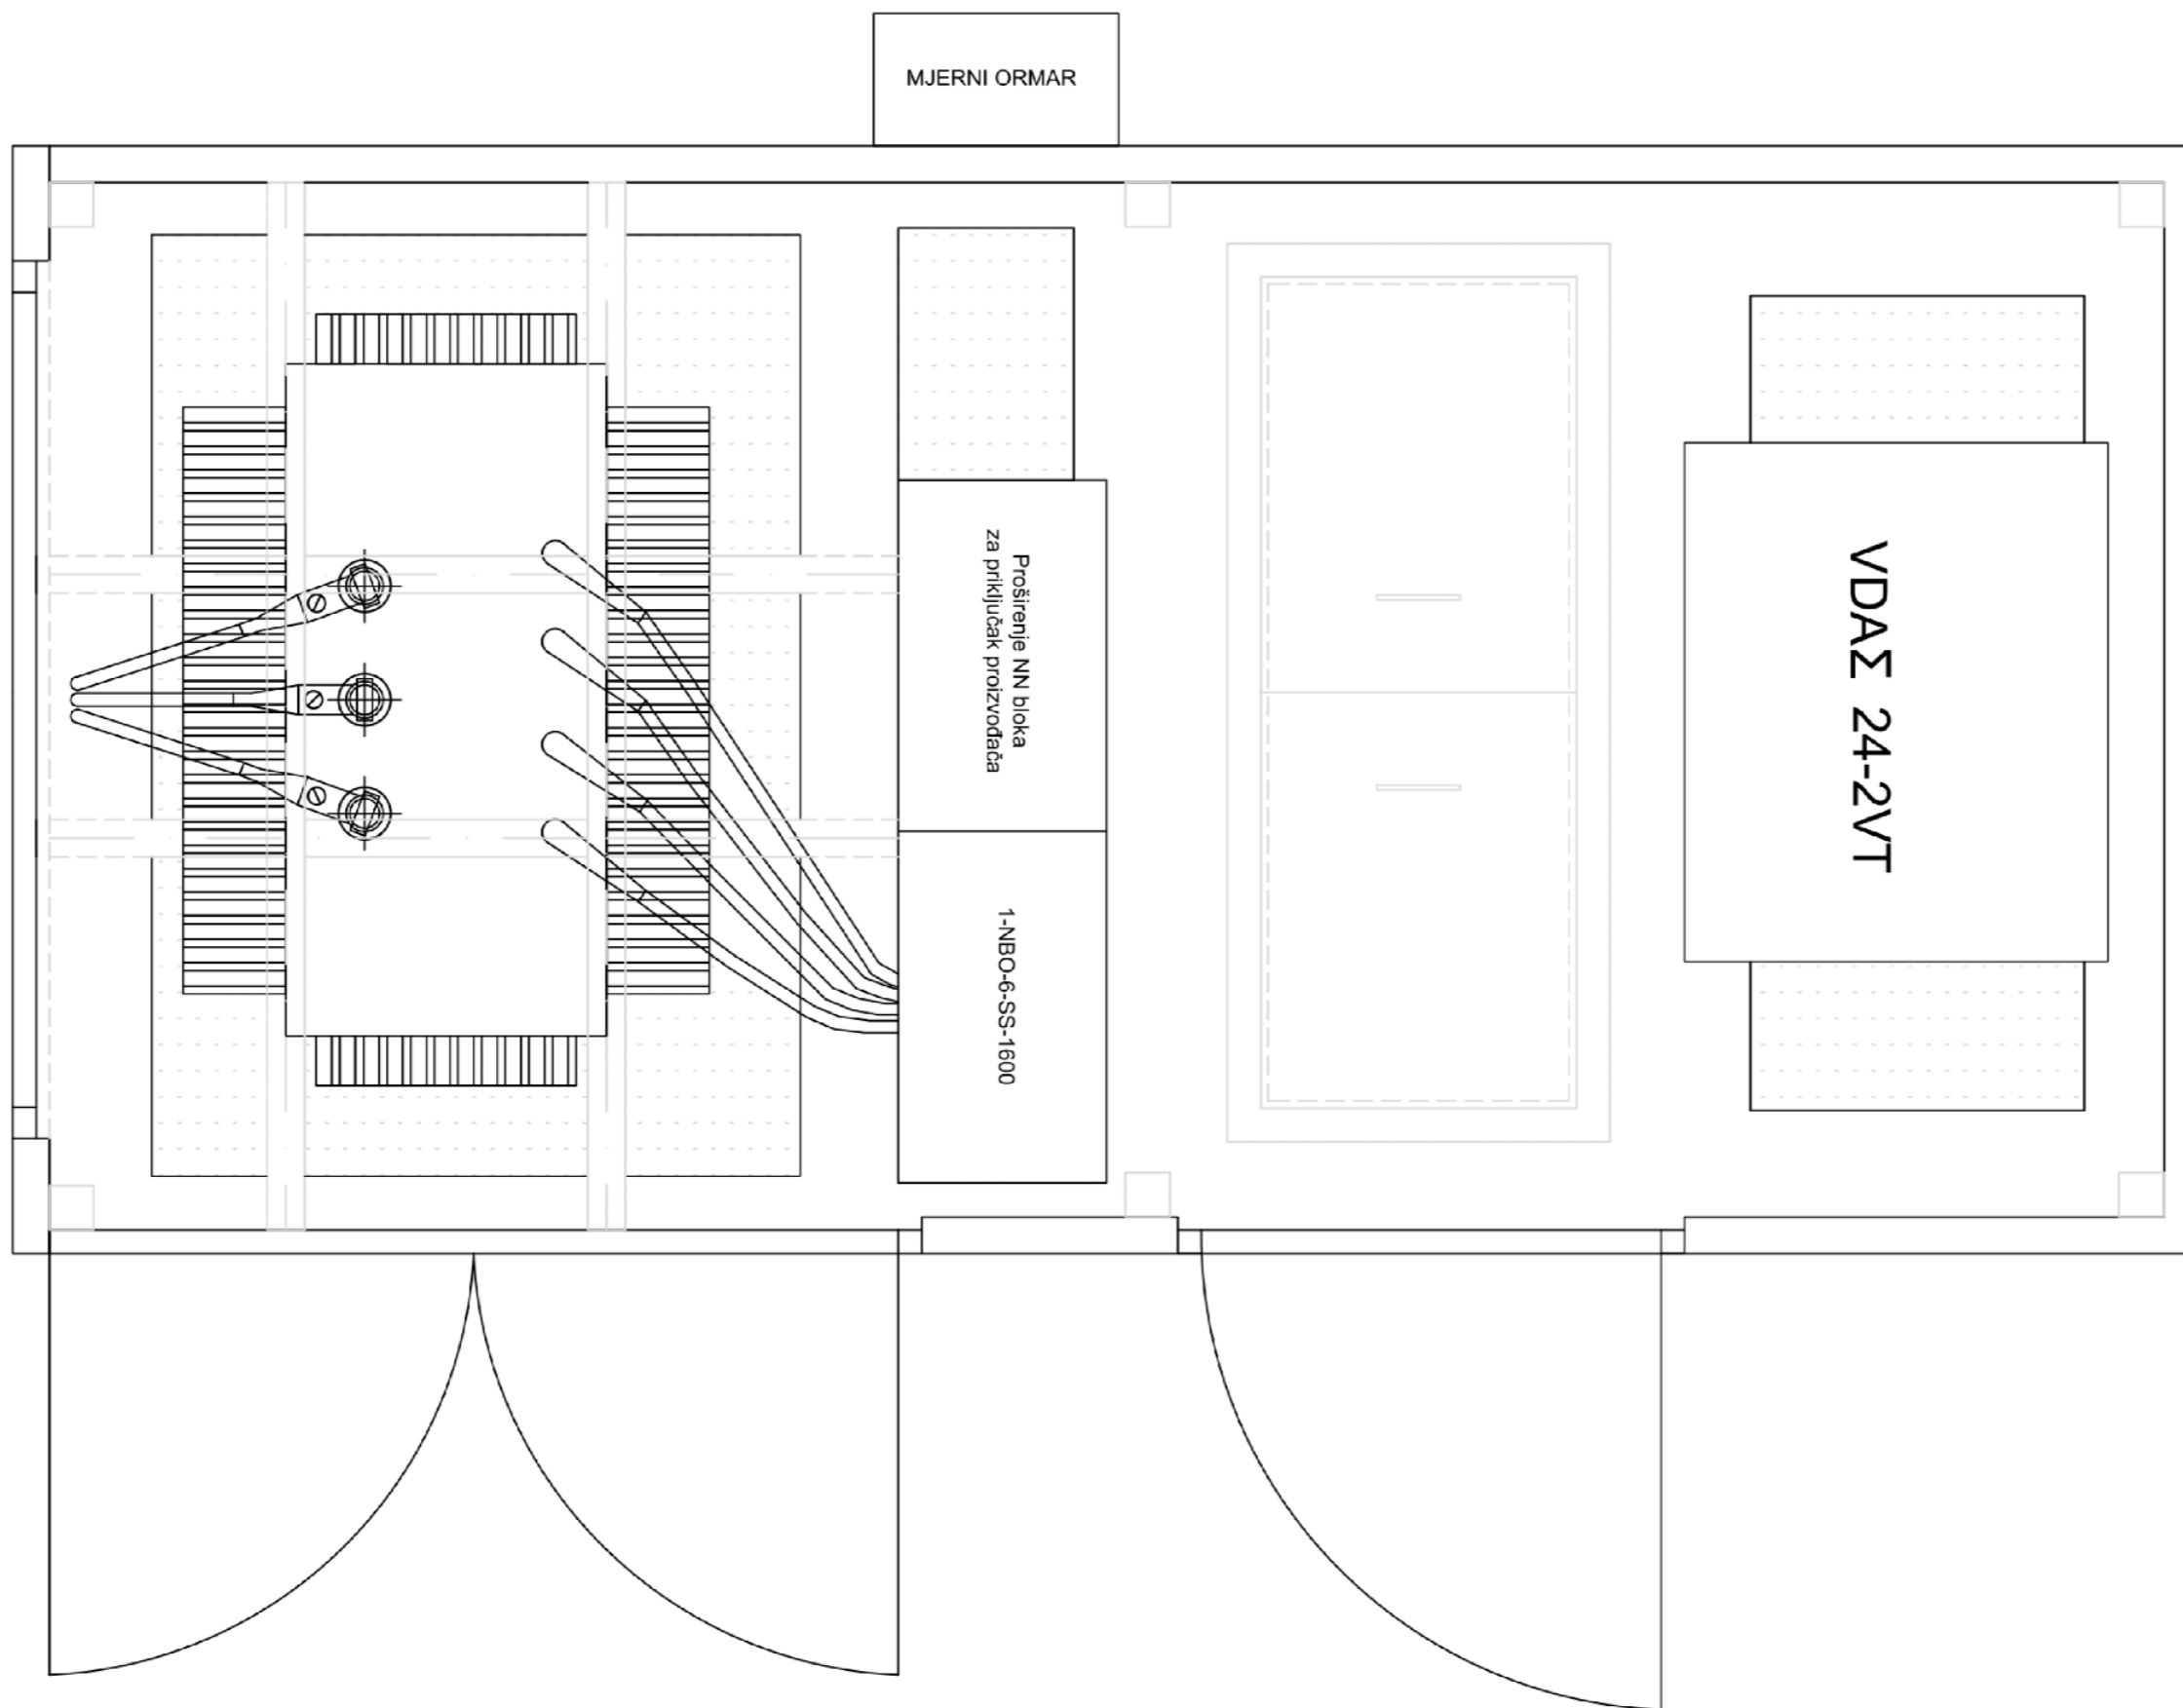 MJERNI ORMAR
Proširenje NN bloka
za priključak proizvođača
1-NBO-6-SS-1600
VDAΣ 24-2VT